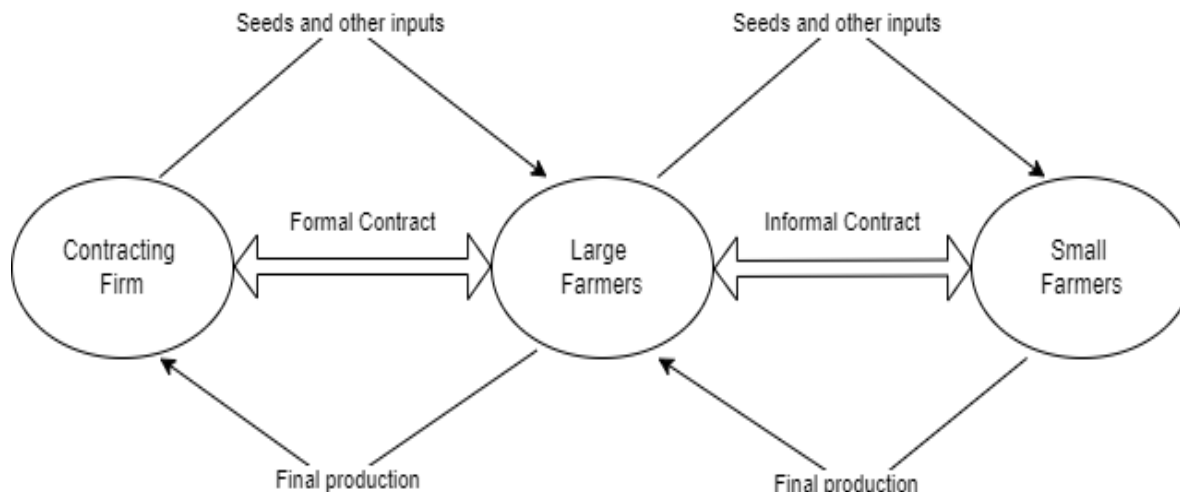 Seeds and other inputs
Seeds and other inputs
Contracting
Firm
Formal Contract
Large
Farmers
Informal Contract
Small
Farmers
Final production
Final production